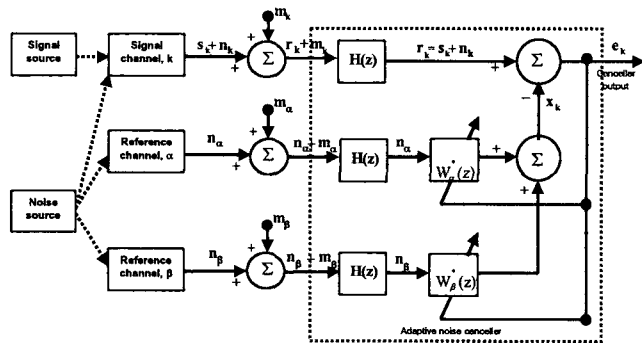 m_k
Signal source
Signal channel, k
s_k + n_k
+
+
Σ
r_k + m_k
H(z)
r_k = s_k + n_k
+
Σ
e_k
Canceller output
−
x_k
m_α
Reference channel, α
n_α
+
+
Σ
n_α + m_α
H(z)
n_α
W*_α(z)
+
Σ
+
Noise source
m_β
Reference channel, β
n_β
+
+
Σ
n_β + m_β
H(z)
n_β
W*_β(z)
Adaptive noise canceller